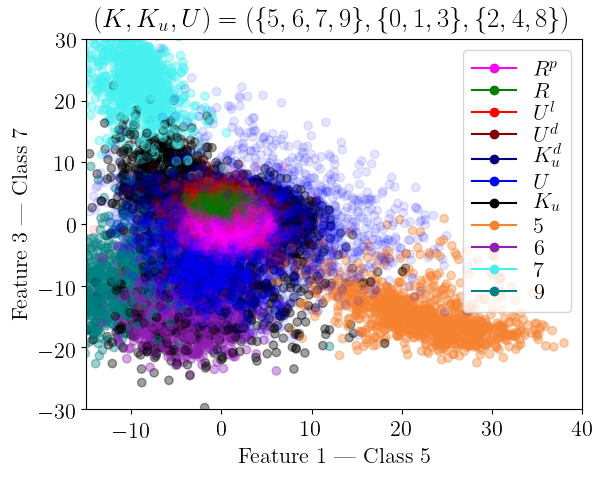 (K, K_u, U) = ({5, 6, 7, 9}, {0, 1, 3}, {2, 4, 8})
30
20
10
0
−10
−20
−30
Feature 3 — Class 7
R^p
R
U^l
U^d
K_u^d
U
K_u
5
6
7
9
−10
0
10
20
30
40
Feature 1 — Class 5